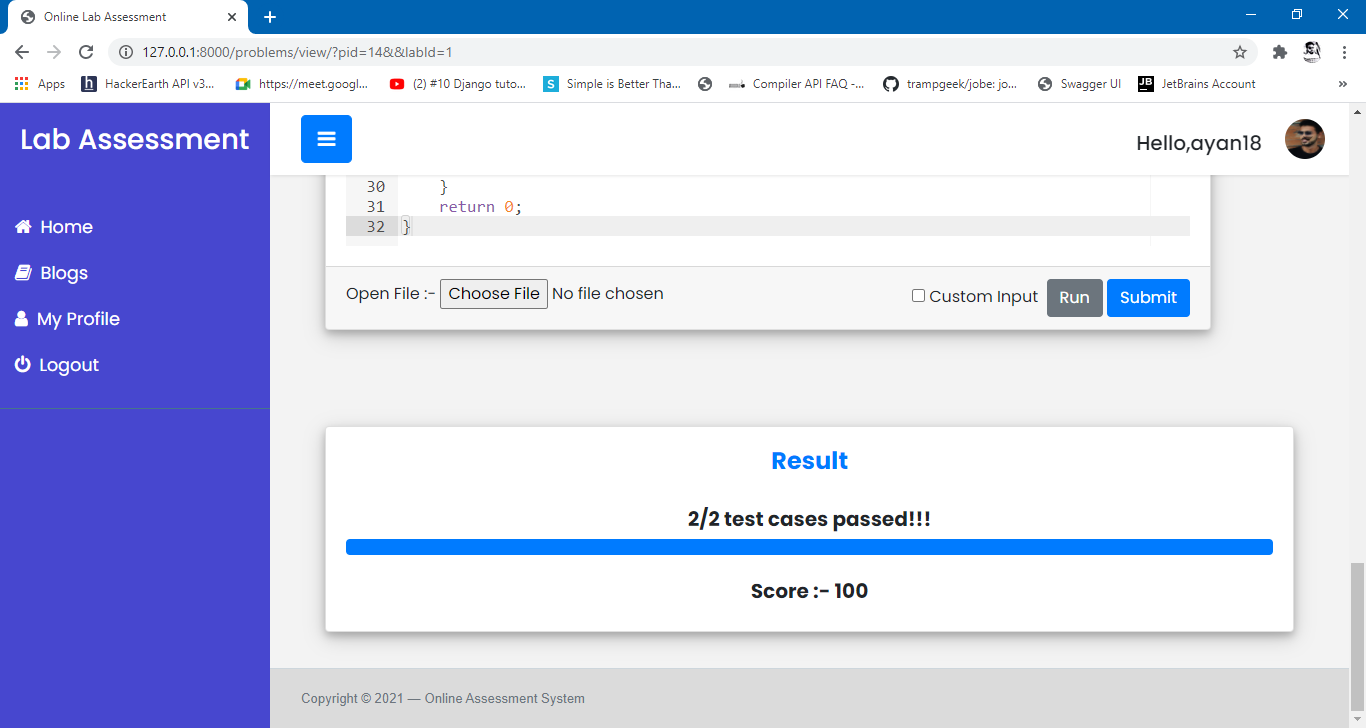 Online Lab Assessment
127.0.0.1:8000/problems/view/?pid=14&&labId=1
Apps HackerEarth API v3... https://meet.googl... (2) #10 Django tuto... Simple is Better Tha... Compiler API FAQ -... trampgeek/jobe: jo... Swagger UI JetBrains Account »
Lab Assessment
Hello,ayan18
Home
Blogs
My Profile
Logout
30 }
31 return 0;
32 }
Open File :- Choose File No file chosen Custom Input Run Submit
Result
2/2 test cases passed!!!
Score :- 100
Copyright © 2021 — Online Assessment System